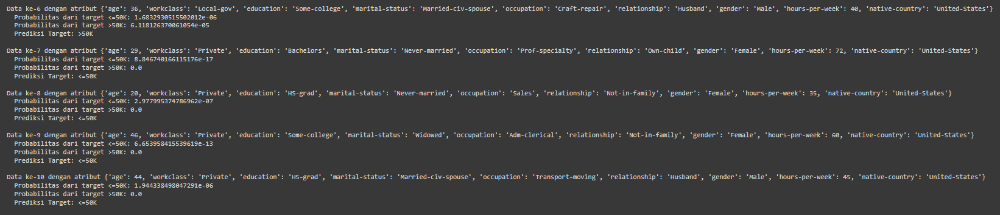 Data ke-6 dengan atribut {'age': 36, 'workclass': 'Local-gov', 'education': 'Some-college', 'marital-status': 'Married-civ-spouse', 'occupation': 'Craft-repair', 'relationship': 'Husband', 'gender': 'Male', 'hours-per-week': 40, 'native-country': 'United-States'}
Probabilitas dari target <=50K: 1.6832930515502012e-06
Probabilitas dari target >50K: 6.118126370061054e-05
Prediksi Target: >50K
Data ke-7 dengan atribut {'age': 29, 'workclass': 'Private', 'education': 'Bachelors', 'marital-status': 'Never-married', 'occupation': 'Prof-specialty', 'relationship': 'Own-child', 'gender': 'Female', 'hours-per-week': 72, 'native-country': 'United-States'}
Probabilitas dari target <=50K: 8.846740166115176e-17
Probabilitas dari target >50K: 0.0
Prediksi Target: <=50K
Data ke-8 dengan atribut {'age': 20, 'workclass': 'Private', 'education': 'HS-grad', 'marital-status': 'Never-married', 'occupation': 'Sales', 'relationship': 'Not-in-family', 'gender': 'Female', 'hours-per-week': 35, 'native-country': 'United-States'}
Probabilitas dari target <=50K: 2.977995374786962e-07
Probabilitas dari target >50K: 0.0
Prediksi Target: <=50K
Data ke-9 dengan atribut {'age': 46, 'workclass': 'Private', 'education': 'Some-college', 'marital-status': 'Widowed', 'occupation': 'Adm-clerical', 'relationship': 'Not-in-family', 'gender': 'Female', 'hours-per-week': 60, 'native-country': 'United-States'}
Probabilitas dari target <=50K: 6.653958415539619e-13
Probabilitas dari target >50K: 0.0
Prediksi Target: <=50K
Data ke-10 dengan atribut {'age': 44, 'workclass': 'Private', 'education': 'HS-grad', 'marital-status': 'Married-civ-spouse', 'occupation': 'Transport-moving', 'relationship': 'Husband', 'gender': 'Male', 'hours-per-week': 45, 'native-country': 'United-States'}
Probabilitas dari target <=50K: 1.944338498047291e-06
Probabilitas dari target >50K: 0.0
Prediksi Target: <=50K